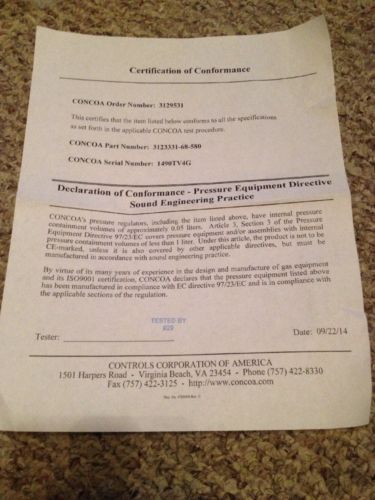 Certification of Conformance
CONCOA Order Number: 3129531
This certifies that the item listed below conforms to all the specifications
as set forth in the applicable CONCOA test procedure.
CONCOA Part Number: 3123331-68-580
CONCOA Serial Number: 1490TV4G
Declaration of Conformance - Pressure Equipment Directive
Sound Engineering Practice
CONCOA's pressure regulators, including the item listed above, have internal pressure
containment volumes of approximately 0.05 liters. Article 3, Section 3 of the Pressure
Equipment Directive 97/23/EC covers pressure equipment and/or assemblies with internal
pressure containment volumes of less than 1 liter. Under this article, the product is not to be
CE-marked, unless it is also covered by other applicable directives, but must be
manufactured in accordance with sound engineering practice.
By virtue of its many years of experience in the design and manufacture of gas equipment
and its ISO9001 certification, CONCOA declares that the pressure equipment listed above
has been manufactured in compliance with EC directive 97/23/EC and is in compliance with
the applicable sections of the regulation.
TESTED BY
#29
Tester:
Date: 09/22/14
CONTROLS CORPORATION OF AMERICA
1501 Harpers Road - Virginia Beach, VA 23454 - Phone (757) 422-8330
Fax (757) 422-3125 - http://www.concoa.com